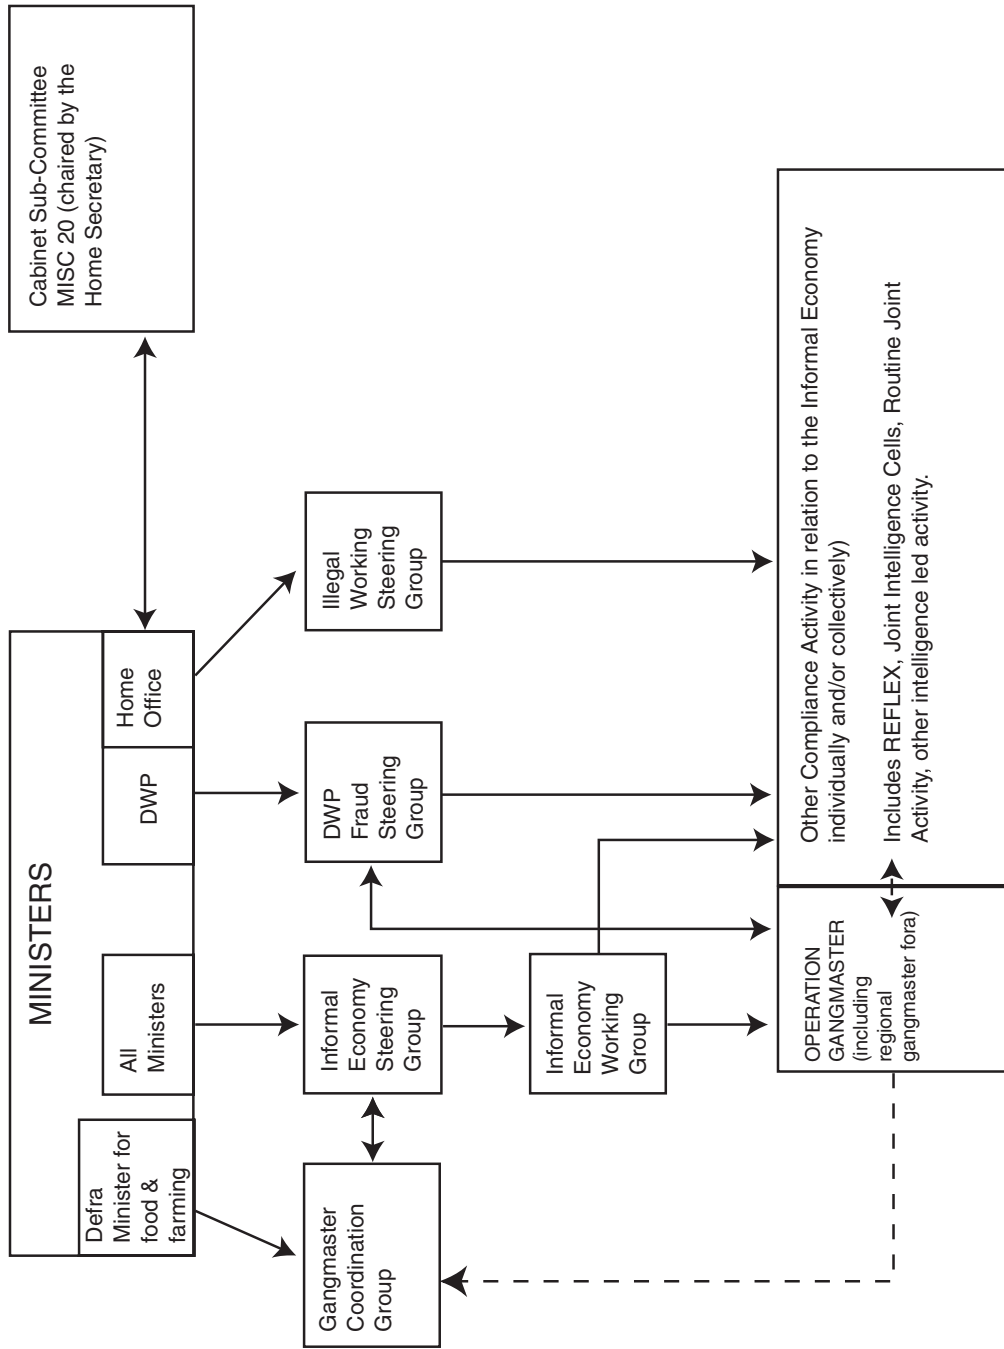 MINISTERS
Defra
Minister for
food &
farming
All
Ministers
DWP
Home
Office
Cabinet Sub-Committee
MISC 20 (chaired by the
Home Secretary)
Gangmaster
Coordination
Group
Informal
Economy
Steering
Group
DWP
Fraud
Steering
Group
Illegal
Working
Steering
Group
Informal
Economy
Working
Group
OPERATION
GANGMASTER
(including
regional
gangmaster fora)
Other Compliance Activity in relation to the Informal Economy
individually and/or collectively)
Includes REFLEX, Joint Intelligence Cells, Routine Joint
Activity, other intelligence led activity.